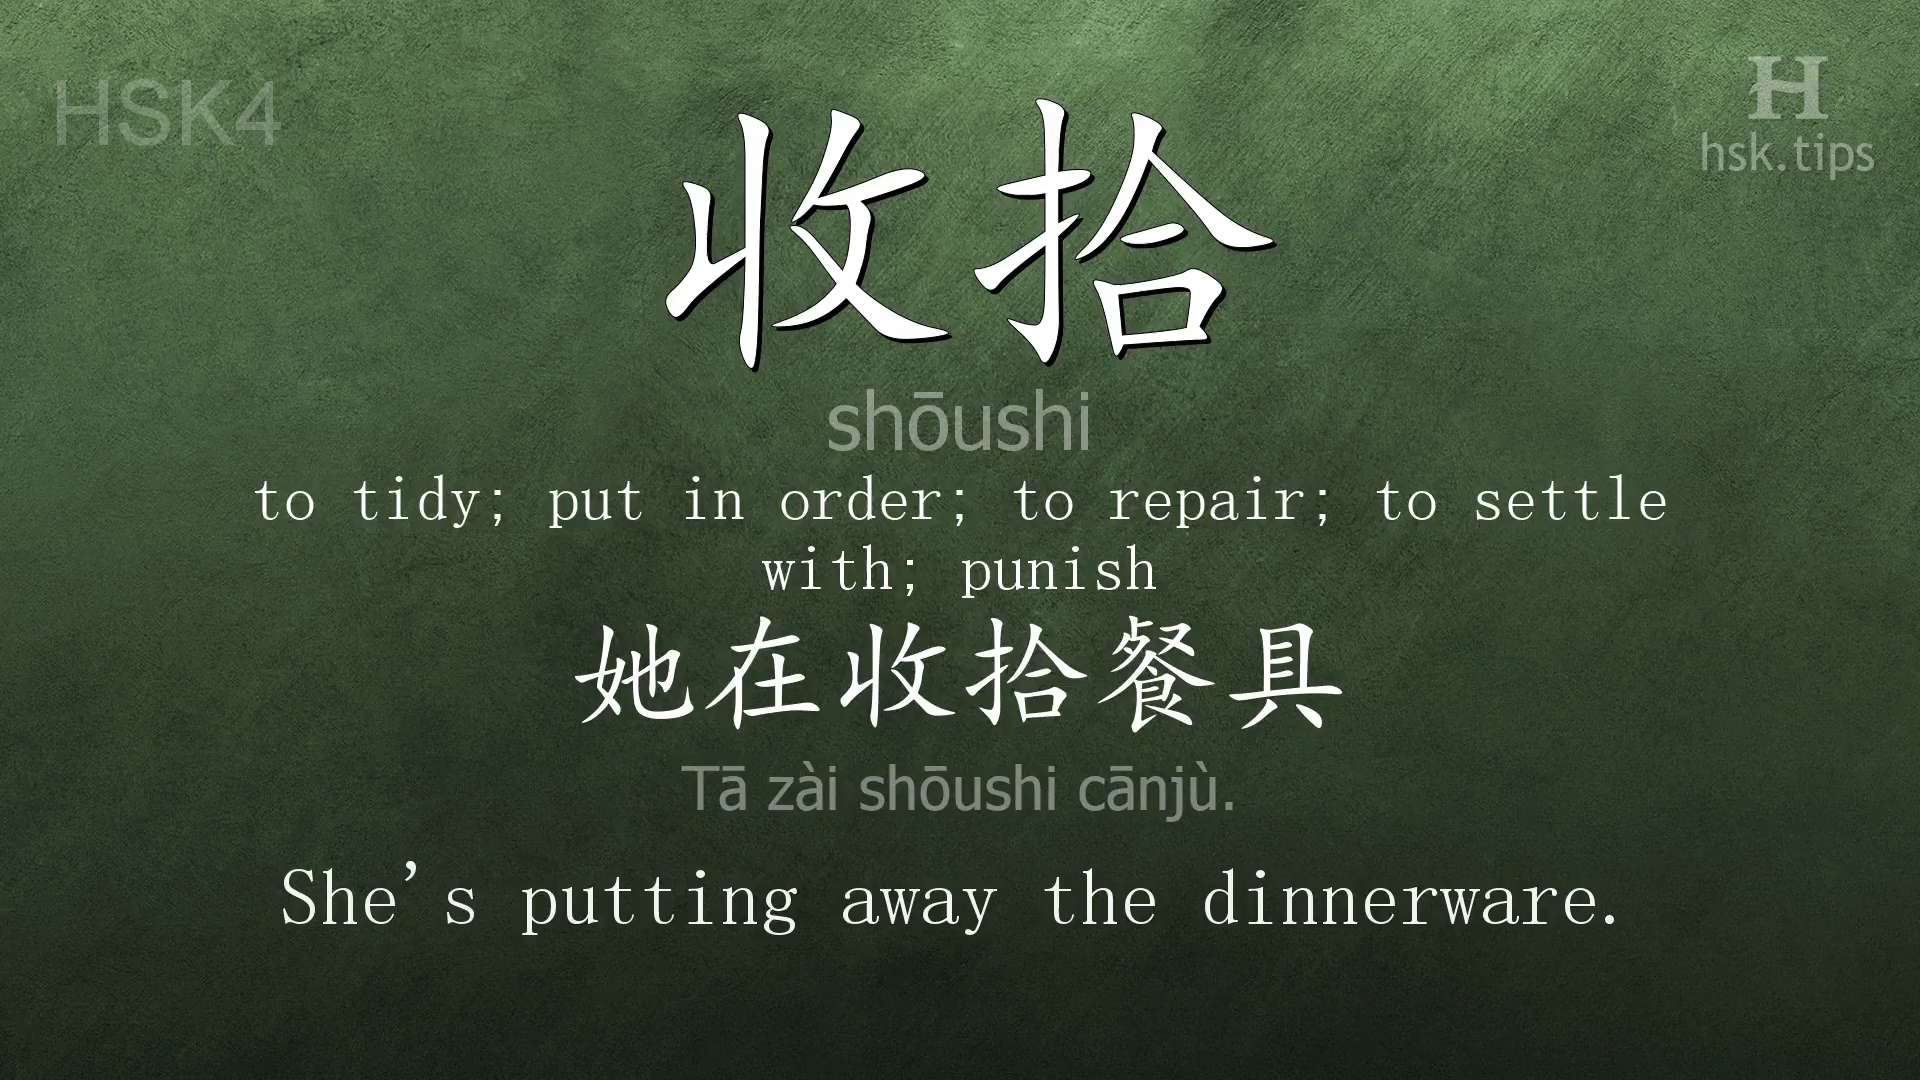 HSK4
H
hsk.tips
收拾
shōushi
to tidy; put in order; to repair; to settle
with; punish
她在收拾餐具
Tā zài shōushi cānjù.
She's putting away the dinnerware.